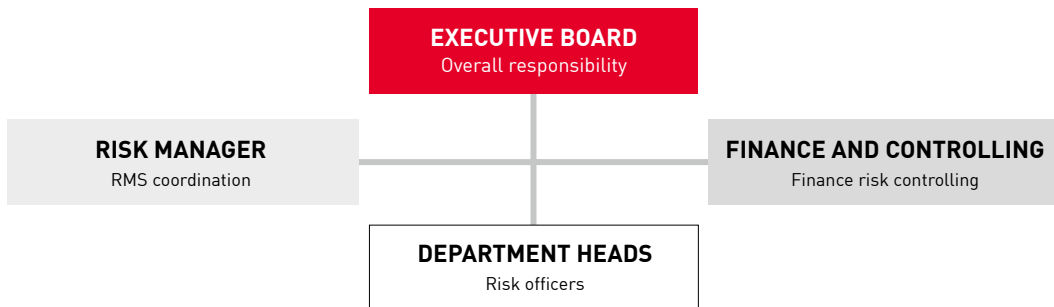 EXECUTIVE BOARD
Overall responsibility
RISK MANAGER
RMS coordination
FINANCE AND CONTROLLING
Finance risk controlling
DEPARTMENT HEADS
Risk officers